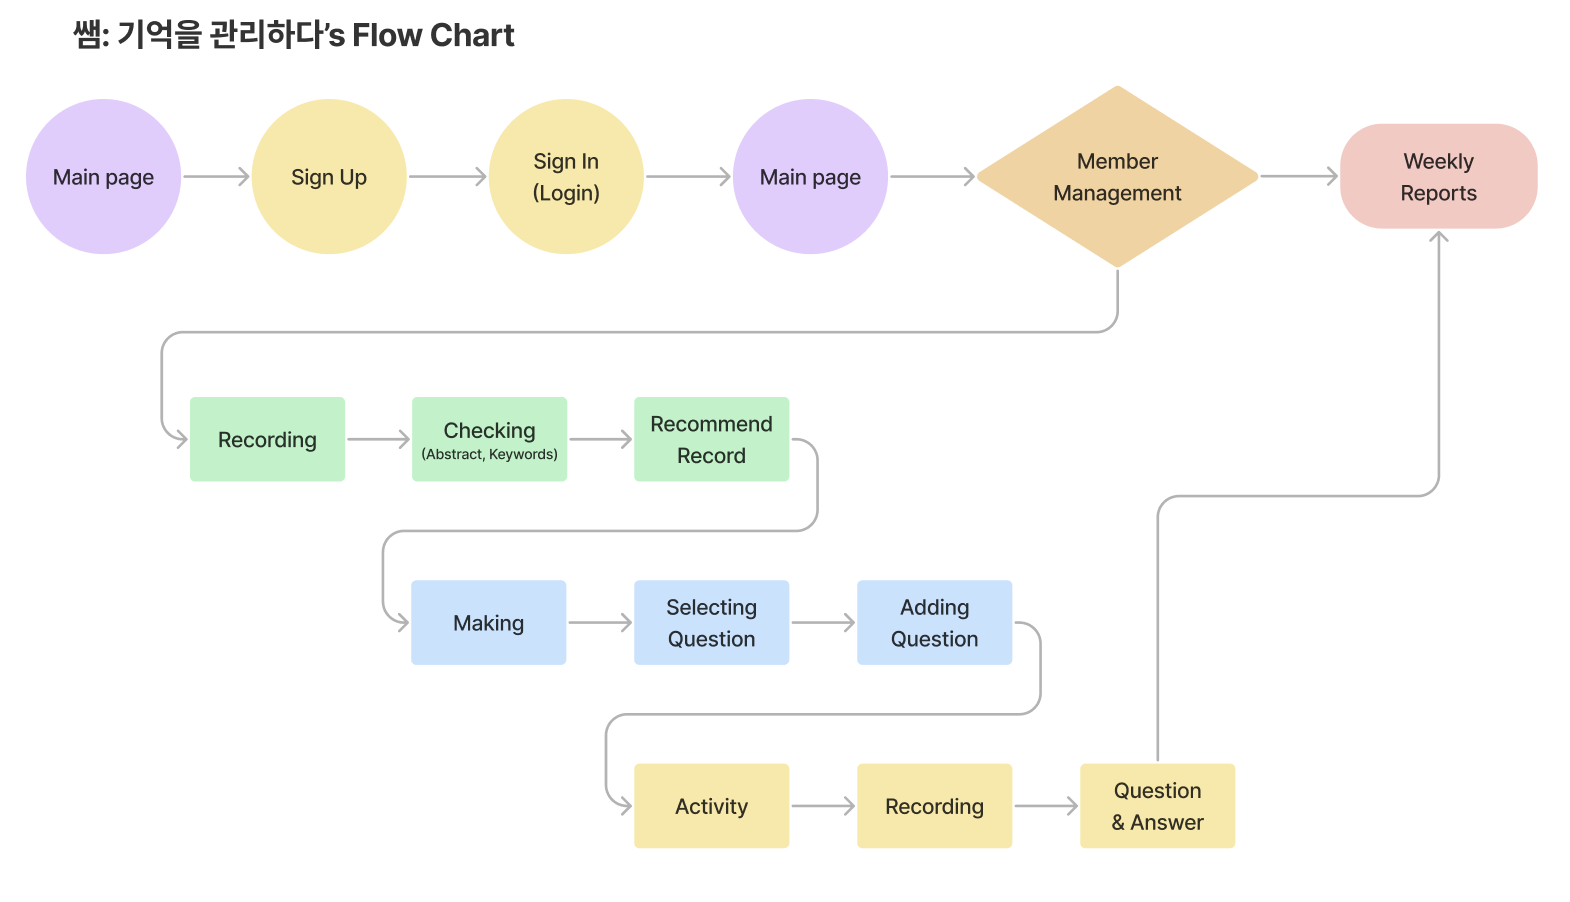 쌤: 기억을 관리하다’s Flow Chart
Main page
Sign Up
Sign In
(Login)
Main page
Member
Management
Weekly
Reports
Recording
Checking
(Abstract, Keywords)
Recommend
Record
Making
Selecting
Question
Adding
Question
Activity
Recording
Question
& Answer